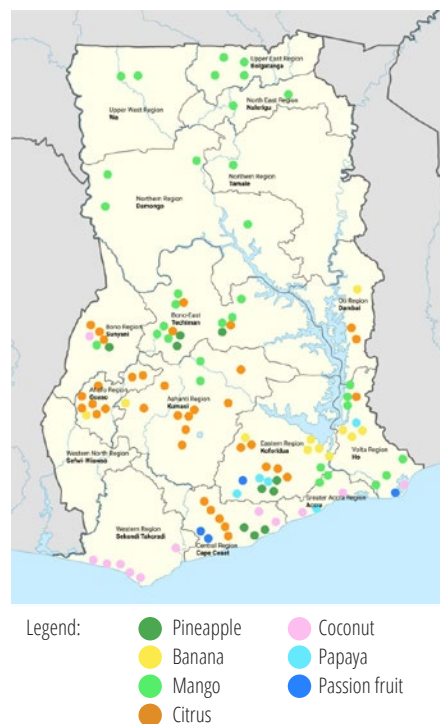 Upper East Region
Bolgatanga
Upper West Region
Wa
North East Region
Nalerigu
Northern Region
Tamale
Northern Region
Damongo
Oti Region
Dambai
Bono-East
Techiman
Bono Region
Sunyani
Ahafo Region
Goaso
Ashanti Region
Kumasi
Eastern Region
Koforidua
Volta Region
Ho
Western North Region
Sefwi-Wiawso
Greater Accra Region
Accra
Western Region
Sekondi Takoradi
Central Region
Cape Coast
Legend:
Pineapple
Coconut
Banana
Papaya
Mango
Passion fruit
Citrus